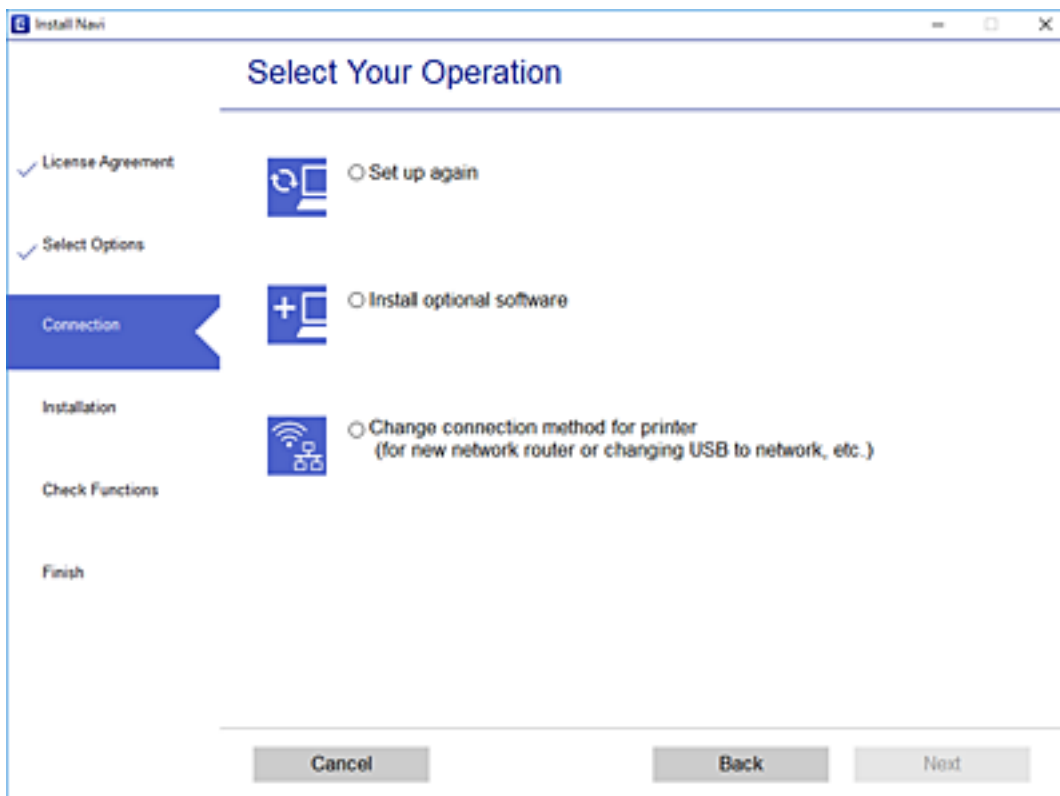 Install Navi
Select Your Operation
License Agreement
Select Options
Connection
Installation
Check Functions
Finish
Set up again
Install optional software
Change connection method for printer
(for new network router or changing USB to network, etc.)
Cancel
Back
Next